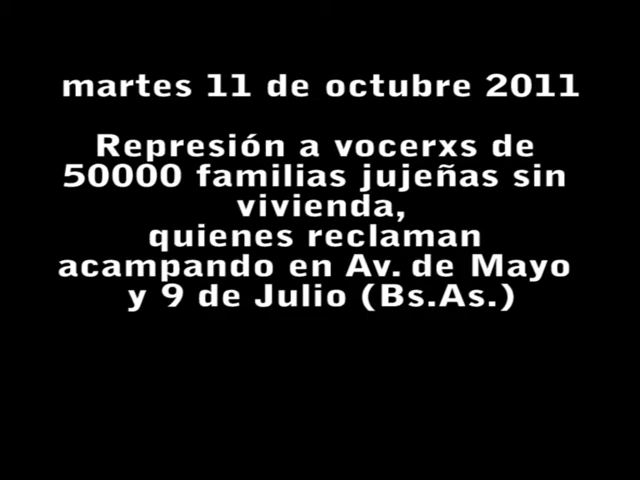 martes 11 de octubre 2011
Represión a vocerxs de
50000 familias jujeñas sin
vivienda,
quienes reclaman
acampando en Av. de Mayo
y 9 de Julio (Bs.As.)